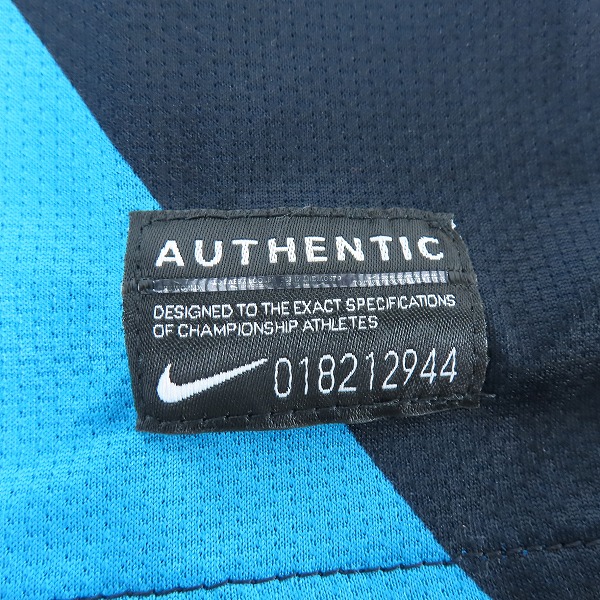 AUTHENTIC
DESIGNED TO THE EXACT SPECIFICATIONS
OF CHAMPIONSHIP ATHLETES
018212944